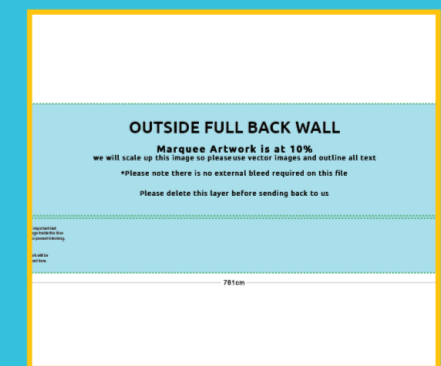 OUTSIDE FULL BACK WALL
Marquee Artwork is at 10%
we will scale up this image so please use vector images and outline all text
*Please note there is no external bleed required on this file
Please delete this layer before sending back to us
781cm